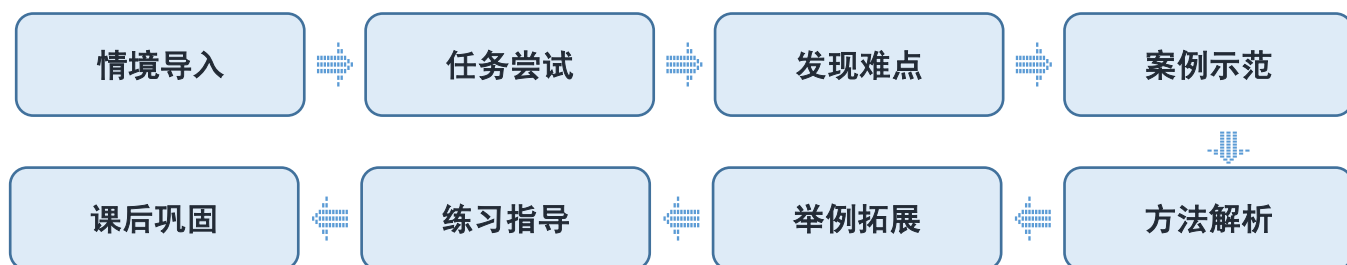 情境导入
任务尝试
发现难点
案例示范
方法解析
举例拓展
练习指导
课后巩固